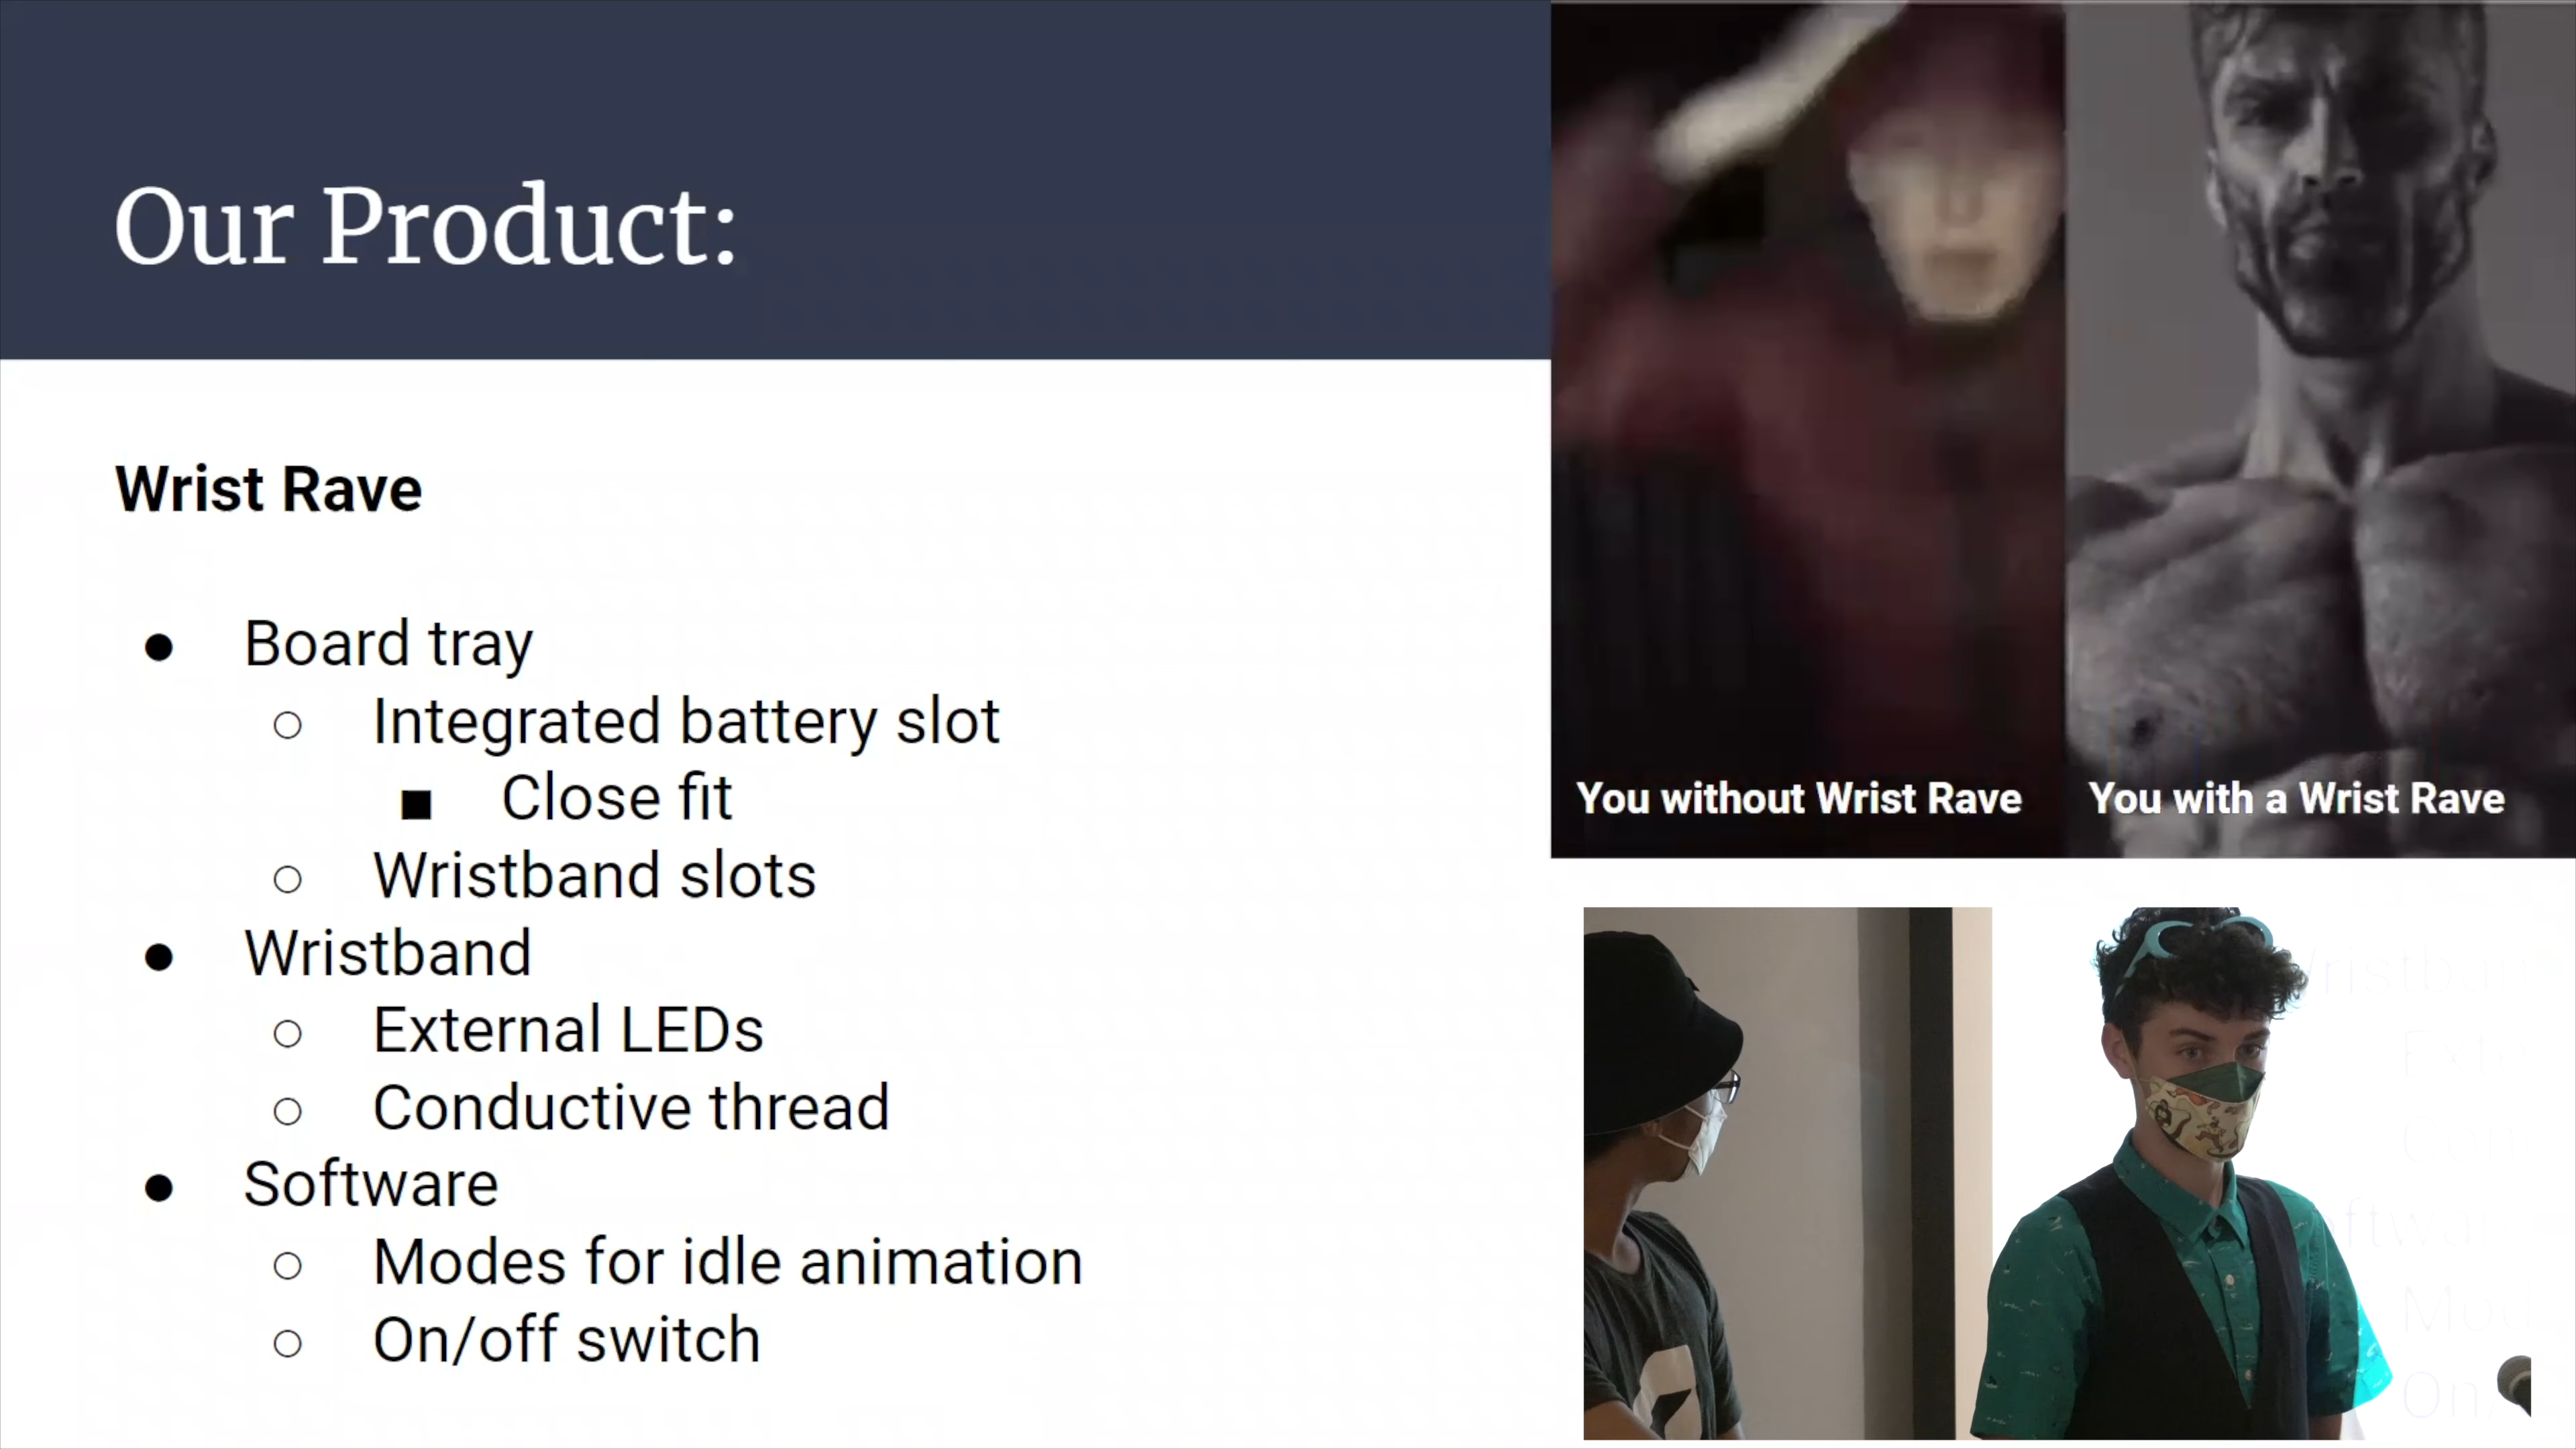 Our Product:
Wrist Rave
Board tray
Integrated battery slot
Close fit
Wristband slots
Wristband
External LEDs
Conductive thread
Software
Modes for idle animation
On/off switch
You without Wrist Rave
You with a Wrist Rave